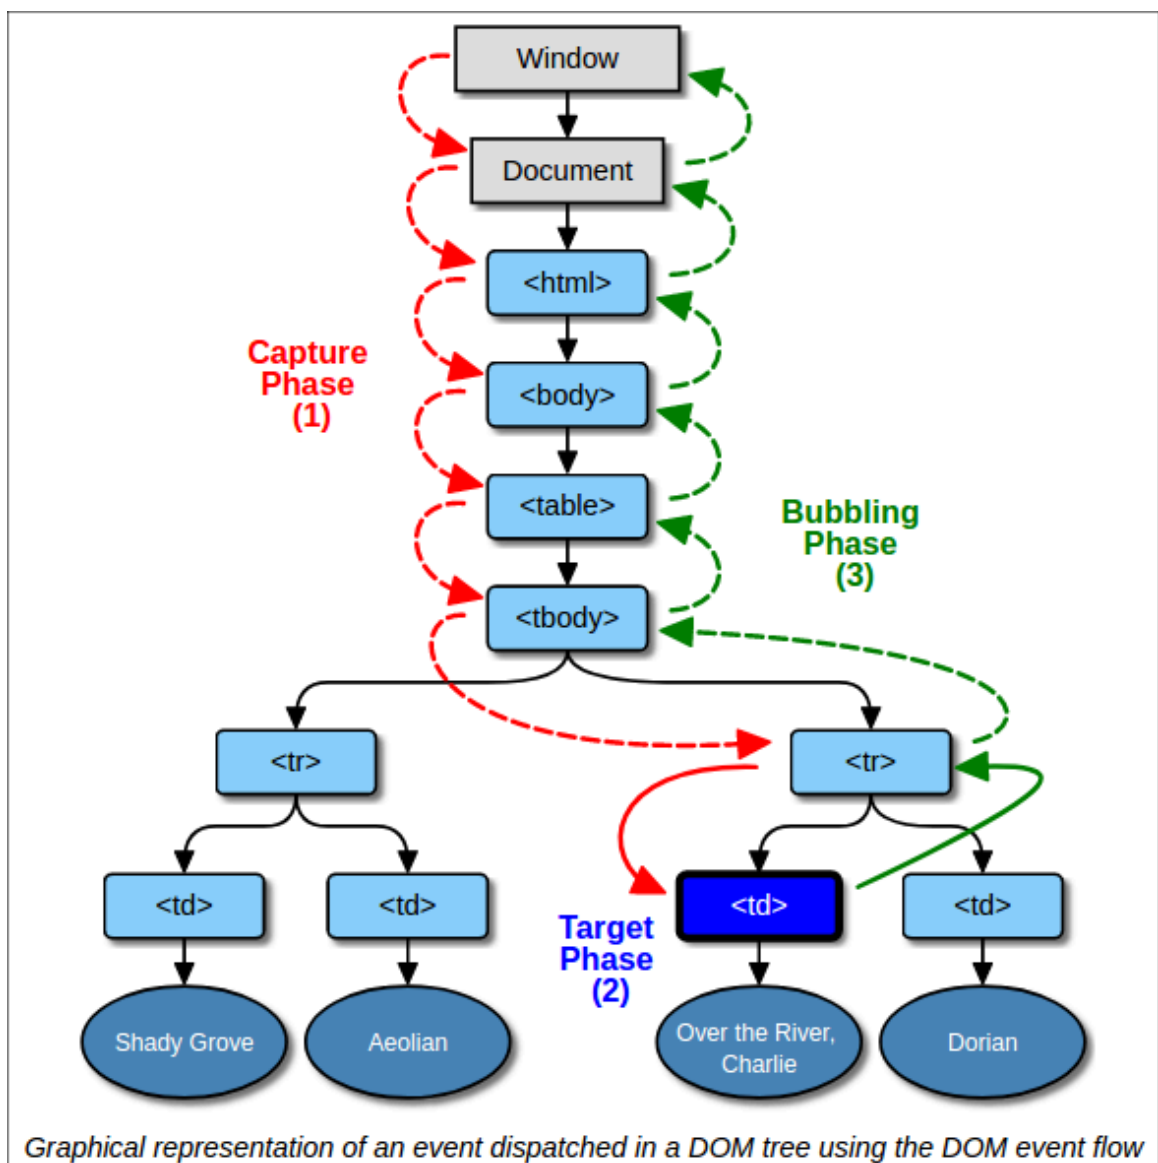 Window
Document
<html>
Capture
Phase
(1)
<body>
<table>
Bubbling
Phase
(3)
<tbody>
<tr>
<tr>
<td>
<td>
<td>
<td>
Target
Phase
(2)
Shady Grove
Aeolian
Over the River,
Charlie
Dorian
Graphical representation of an event dispatched in a DOM tree using the DOM event flow